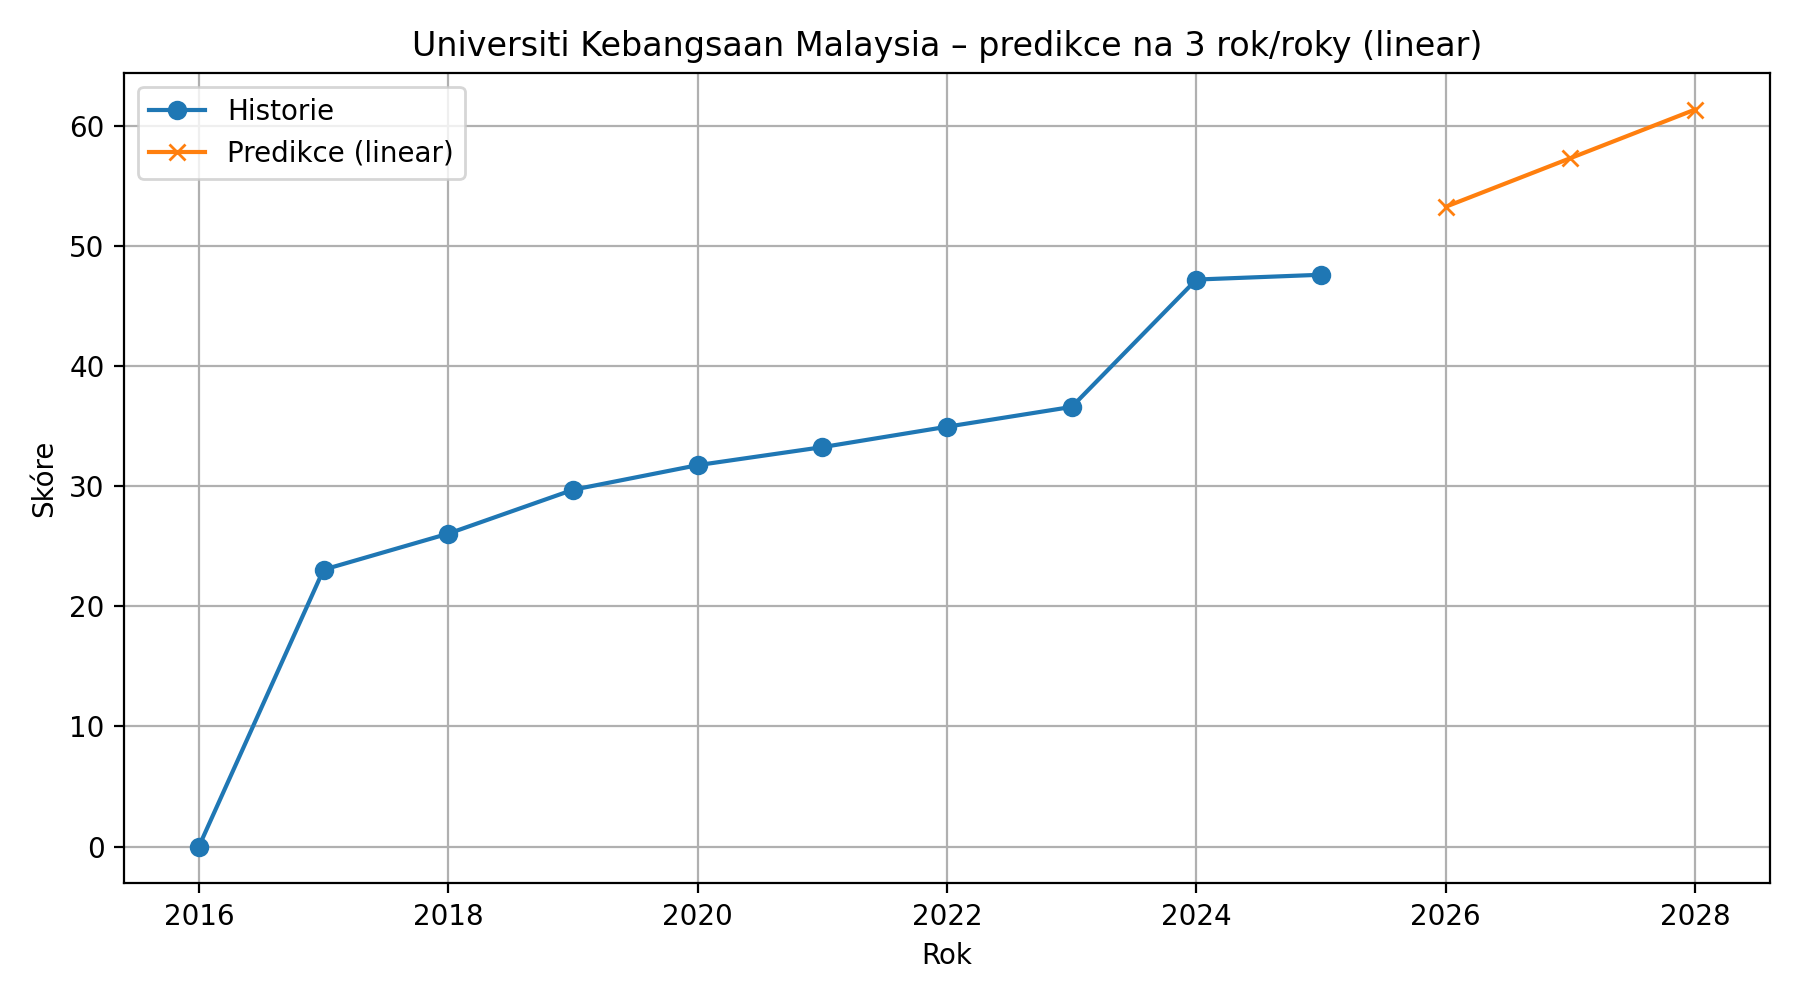 Universiti Kebangsaan Malaysia – predikce na 3 rok/roky (linear)
Historie
Predikce (linear)
60
50
40
30
20
10
0
Skóre
2016 2018 2020 2022 2024 2026 2028
Rok